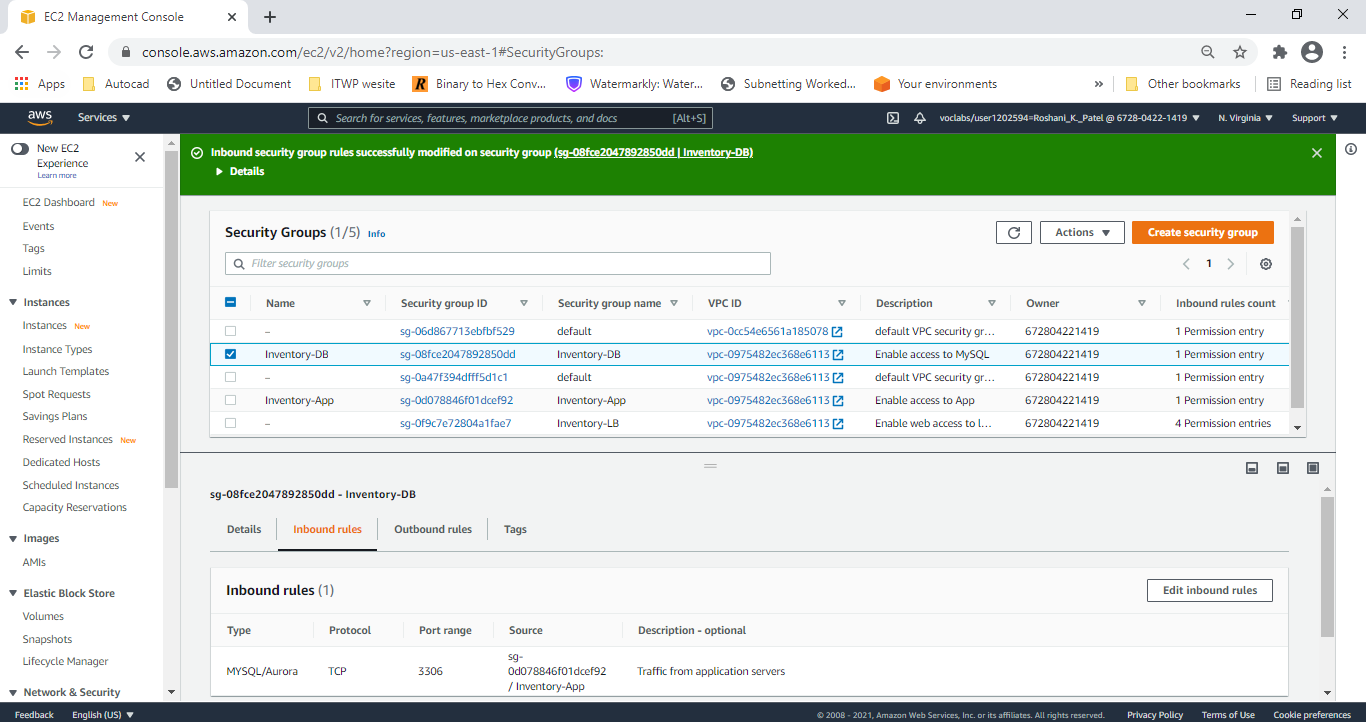 EC2 Management Console
console.aws.amazon.com/ec2/v2/home?region=us-east-1#SecurityGroups:
Apps Autocad Untitled Document ITWP wesite Binary to Hex Conv... Watermarkly: Water... Subnetting Worked... Your environments » Other bookmarks Reading list
aws Services Search for services, features, marketplace products, and docs [Alt+S] voclabs/user1202594=Roshani_K._Patel @ 6728-0422-1419 N. Virginia Support
New EC2
Experience
Learn more
EC2 Dashboard New
Events
Tags
Limits
Instances
Instances New
Instance Types
Launch Templates
Spot Requests
Savings Plans
Reserved Instances New
Dedicated Hosts
Scheduled Instances
Capacity Reservations
Images
AMIs
Elastic Block Store
Volumes
Snapshots
Lifecycle Manager
Network & Security
Inbound security group rules successfully modified on security group (sg-08fce2047892850dd | Inventory-DB)
Details
Security Groups (1/5) Info Actions Create security group
Filter security groups 1
Name Security group ID Security group name VPC ID Description Owner Inbound rules count
– sg-06d867713ebfbf529 default vpc-0cc54e6561a185078 default VPC security gr... 672804221419 1 Permission entry
Inventory-DB sg-08fce2047892850dd Inventory-DB vpc-0975482ec368e6113 Enable access to MySQL 672804221419 1 Permission entry
– sg-0a47f394dfff5d1c1 default vpc-0975482ec368e6113 default VPC security gr... 672804221419 1 Permission entry
Inventory-App sg-0d078846f01dcef92 Inventory-App vpc-0975482ec368e6113 Enable access to App 672804221419 1 Permission entry
– sg-0f9c7e72804a1fae7 Inventory-LB vpc-0975482ec368e6113 Enable web access to l... 672804221419 4 Permission entries
sg-08fce2047892850dd - Inventory-DB
Details Inbound rules Outbound rules Tags
Inbound rules (1) Edit inbound rules
Type Protocol Port range Source Description - optional
MYSQL/Aurora TCP 3306 sg-
0d078846f01dcef92
/ Inventory-App Traffic from application servers
Feedback English (US) © 2008 - 2021, Amazon Web Services, Inc. or its affiliates. All rights reserved. Privacy Policy Terms of Use Cookie preferences